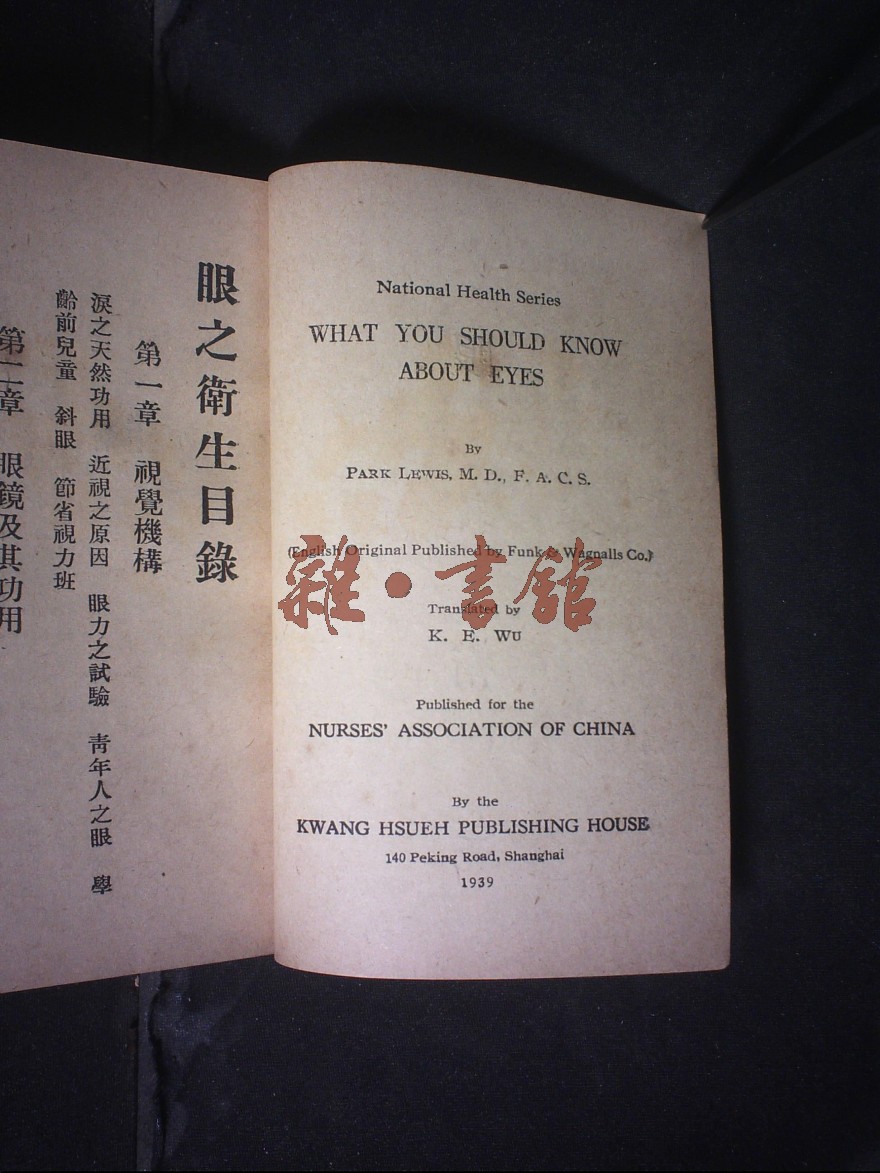 眼之衛生目錄
第一章 視覺機構
淚之天然功用 近視之原因 眼力之試驗 青年人之眼 學
齡前兒童 斜眼 節省視力班
第二章 眼鏡及其功用
National Health Series
WHAT YOU SHOULD KNOW
ABOUT EYES
By
PARK LEWIS, M. D., F. A. C. S.
(English Original Published by Funk & Wagnalls Co.)
雜·書館
Translated by
K. E. WU
Published for the
NURSES' ASSOCIATION OF CHINA
By the
KWANG HSUEH PUBLISHING HOUSE
140 Peking Road, Shanghai
1939